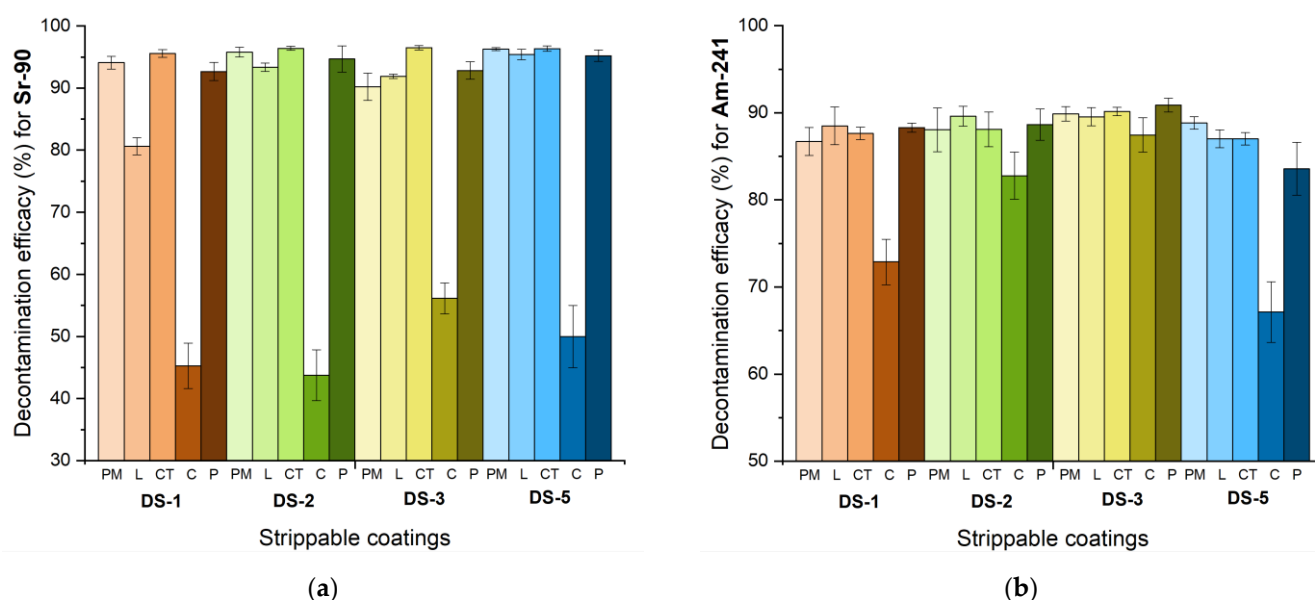 Decontamination efficacy (%) for Sr-90
100
90
80
70
60
50
40
30
PM L CT C P PM L CT C P PM L CT C P PM L CT C P
DS-1 DS-2 DS-3 DS-5
Strippable coatings
(a)
Decontamination efficacy (%) for Am-241
100
90
80
70
60
50
PM L CT C P PM L CT C P PM L CT C P PM L CT C P
DS-1 DS-2 DS-3 DS-5
Strippable coatings
(b)